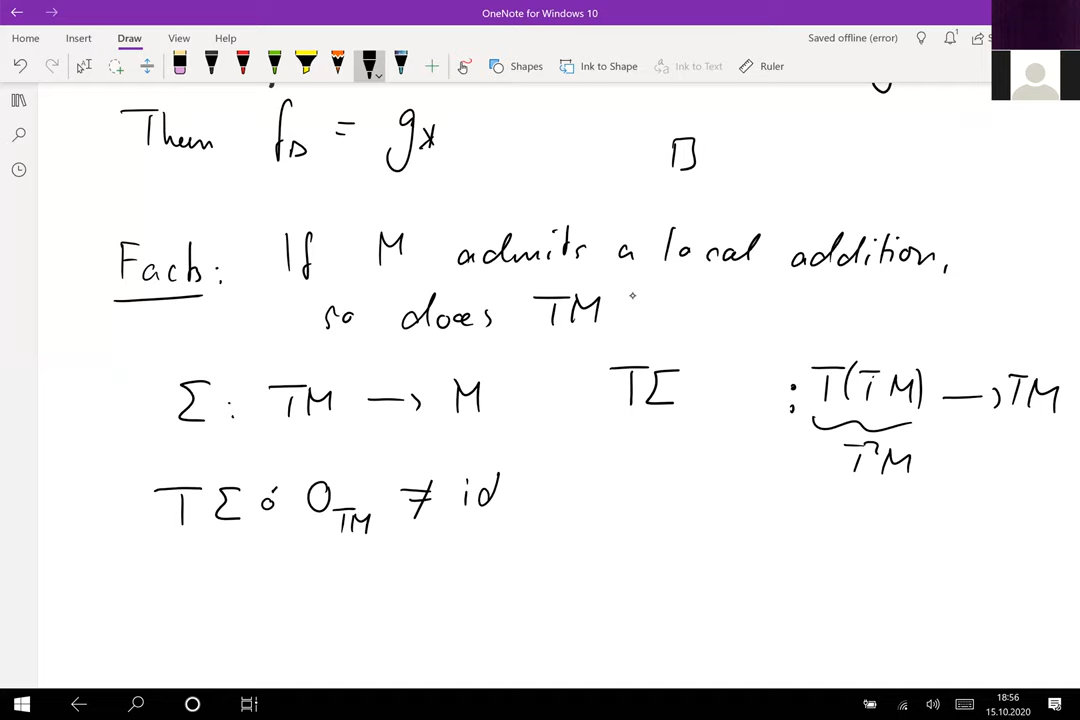 OneNote for Windows 10
Home Insert Draw View Help Saved offline (error)
Shapes Ink to Shape Ink to Text Ruler
Then f▷ = g*
Fact: If M admits a local addition,
so does TM
Σ: TM → M TΣ : T(TM) → TM
T²M
TΣ ∘ 0_TM ≠ id
18:56
15.10.2020